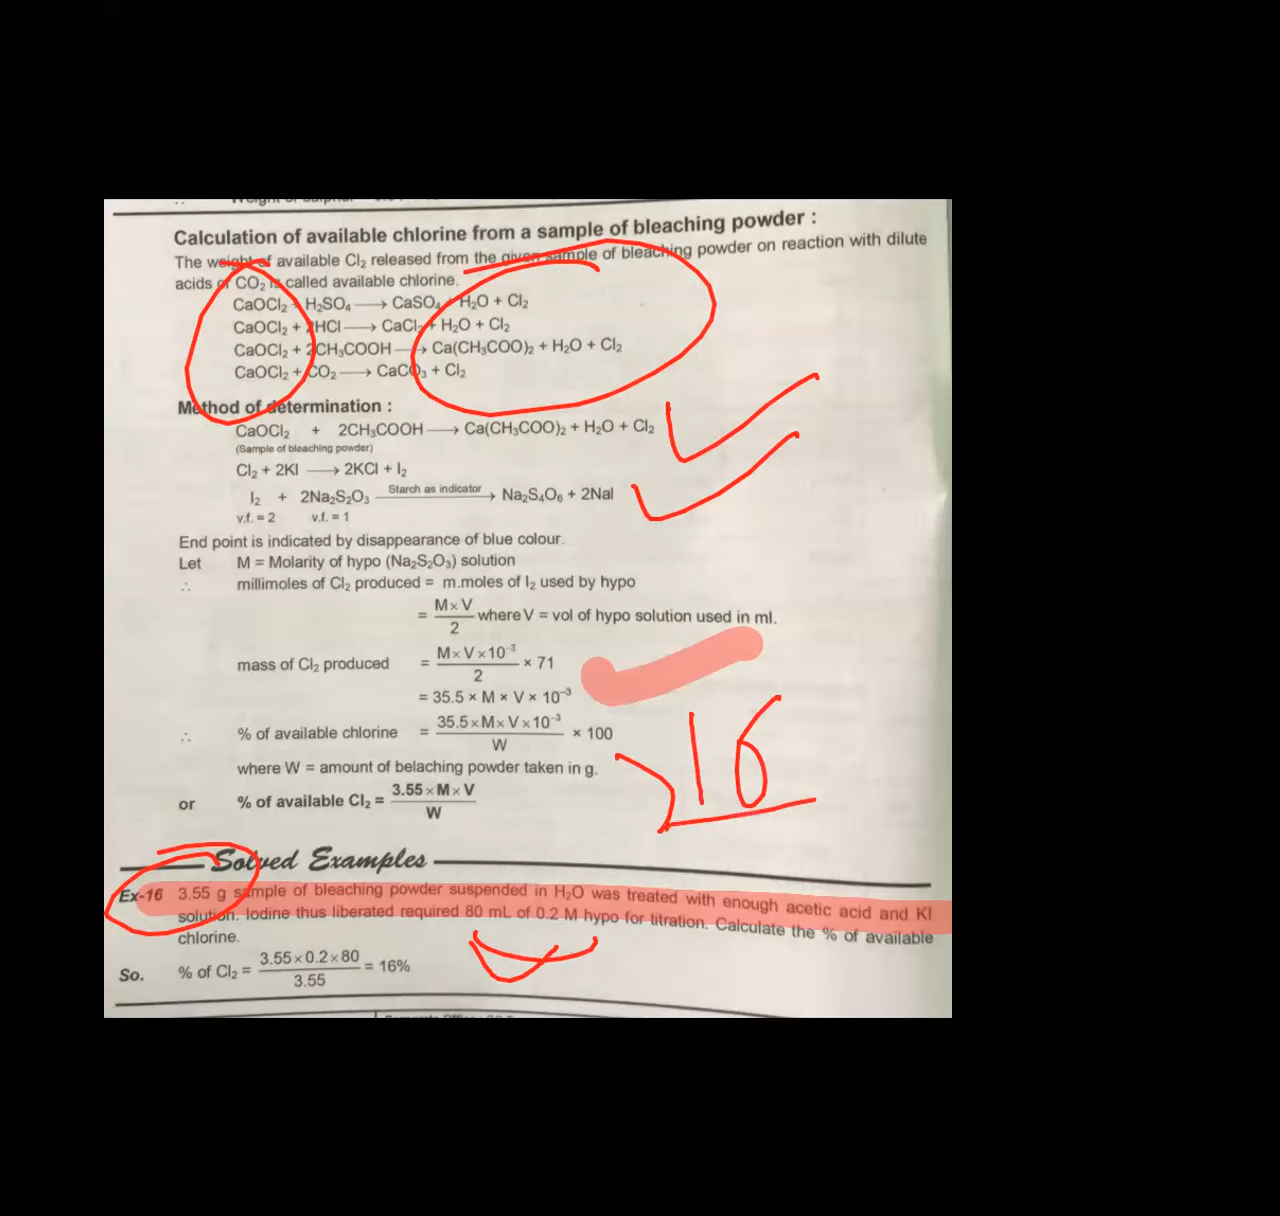 Calculation of available chlorine from a sample of bleaching powder :
The weight of available Cl₂ released from the given sample of bleaching powder on reaction with dilute
acids or CO₂ is called available chlorine.
CaOCl₂ + H₂SO₄ ⟶ CaSO₄ + H₂O + Cl₂
CaOCl₂ + 2HCl ⟶ CaCl₂ + H₂O + Cl₂
CaOCl₂ + 2CH₃COOH ⟶ Ca(CH₃COO)₂ + H₂O + Cl₂
CaOCl₂ + CO₂ ⟶ CaCO₃ + Cl₂
Method of determination :
CaOCl₂ + 2CH₃COOH ⟶ Ca(CH₃COO)₂ + H₂O + Cl₂
(Sample of bleaching powder)
Cl₂ + 2KI ⟶ 2KCl + I₂
Starch as indicator
I₂ + 2Na₂S₂O₃ ⟶ Na₂S₄O₆ + 2NaI
v.f. = 2 v.f. = 1
End point is indicated by disappearance of blue colour.
Let M = Molarity of hypo (Na₂S₂O₃) solution
∴ millimoles of Cl₂ produced = m.moles of I₂ used by hypo
= M × V / 2 where V = vol of hypo solution used in ml.
mass of Cl₂ produced = M × V × 10⁻³ / 2 × 71
= 35.5 × M × V × 10⁻³
∴ % of available chlorine = 35.5 × M × V × 10⁻³ / W × 100
where W = amount of belaching powder taken in g.
or % of available Cl₂ = 3.55 × M × V / W
16
Solved Examples
Ex-16 3.55 g sample of bleaching powder suspended in H₂O was treated with enough acetic acid and KI
solution. Iodine thus liberated required 80 mL of 0.2 M hypo for titration. Calculate the % of available
chlorine.
So. % of Cl₂ = 3.55 × 0.2 × 80 / 3.55 = 16%